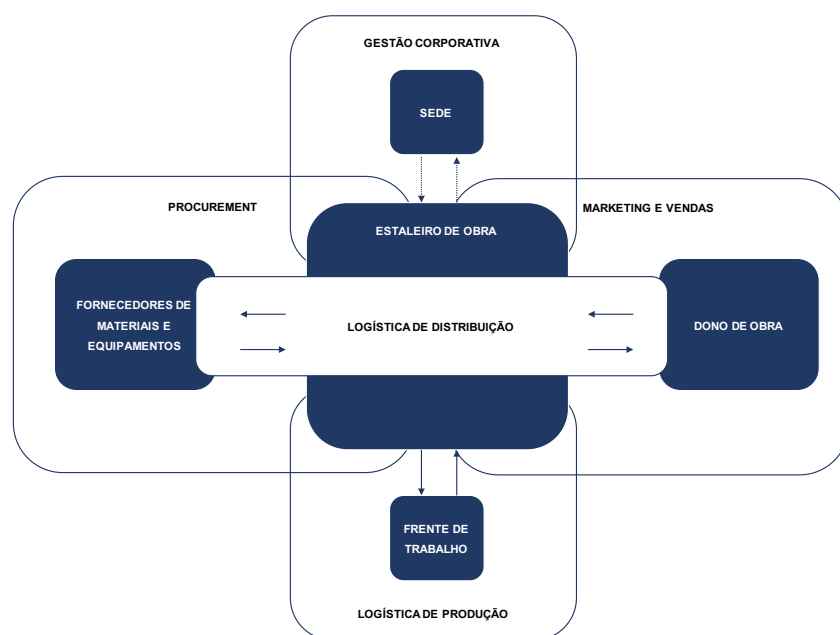 GESTÃO CORPORATIVA
SEDE
PROCUREMENT
MARKETING E VENDAS
ESTALEIRO DE OBRA
FORNECEDORES DE
MATERIAIS E
EQUIPAMENTOS
LOGÍSTICA DE DISTRIBUIÇÃO
DONO DE OBRA
FRENTE DE
TRABALHO
LOGÍSTICA DE PRODUÇÃO